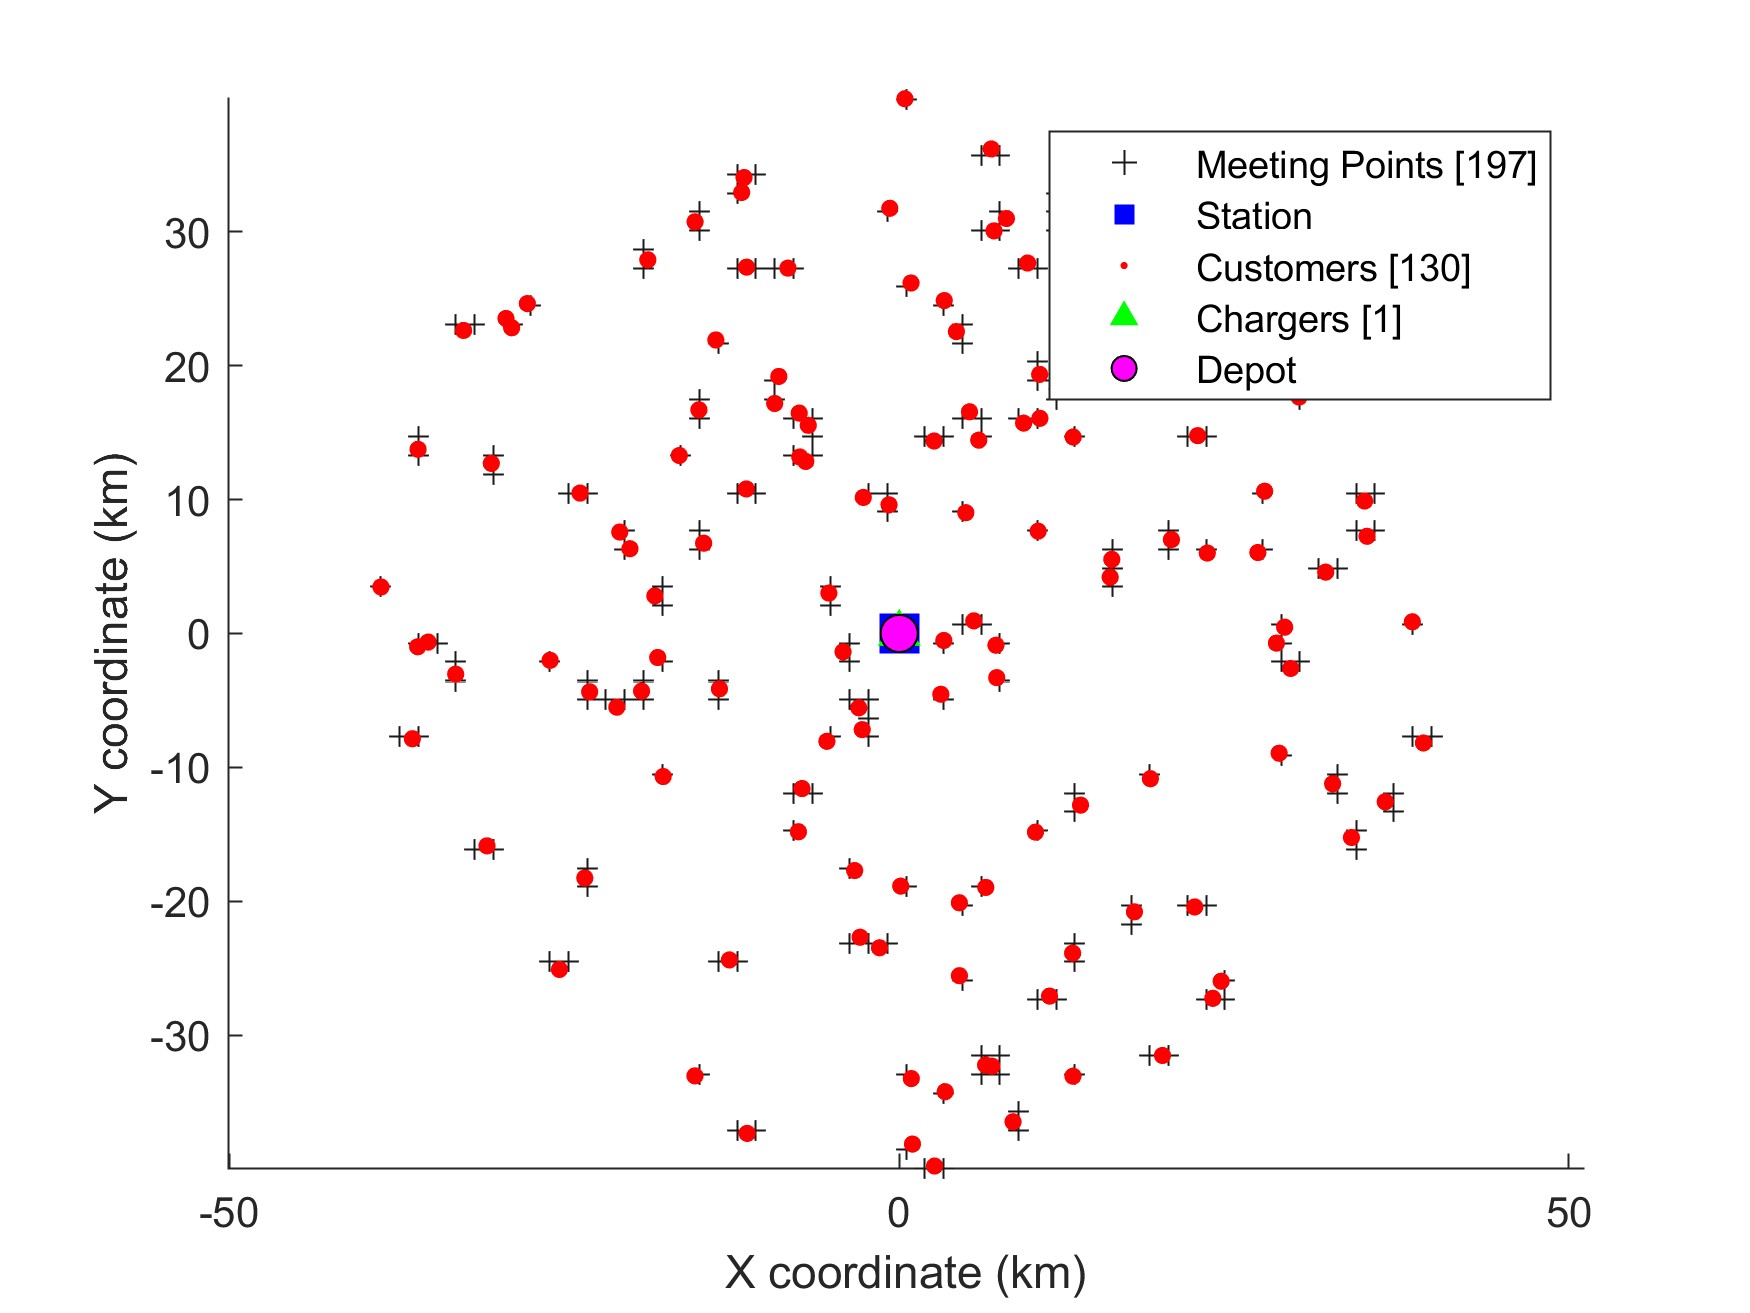 Meeting Points [197]
Station
Customers [130]
Chargers [1]
Depot
30
20
10
0
-10
-20
-30
Y coordinate (km)
-50
0
50
X coordinate (km)